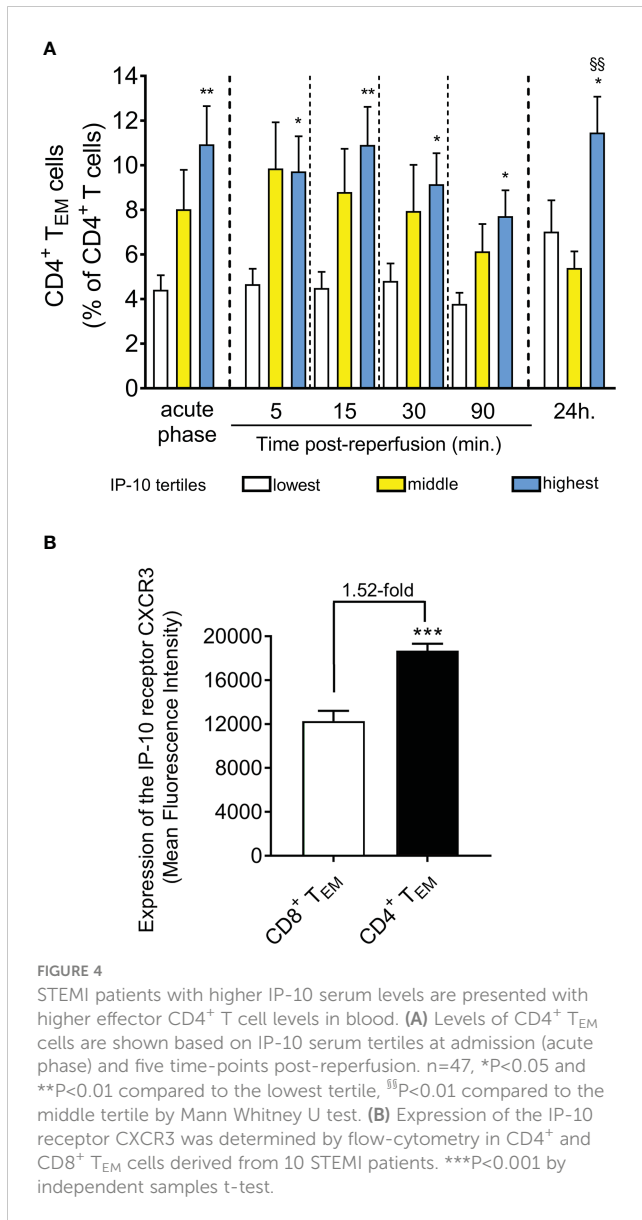 A
CD4⁺ T_EM cells
(% of CD4⁺ T cells)
14
12
10
8
6
4
2
0
**
*
**
*
*
§§
*
acute
phase
5
15
30
90
24h.
Time post-reperfusion (min.)
IP-10 tertiles
lowest
middle
highest
B
Expression of the IP-10 receptor CXCR3
(Mean Fluorescence Intensity)
1.52-fold
***
20000
16000
12000
8000
4000
0
CD8⁺ T_EM
CD4⁺ T_EM
FIGURE 4
STEMI patients with higher IP-10 serum levels are presented with
higher effector CD4⁺ T cell levels in blood. (A) Levels of CD4⁺ T_EM
cells are shown based on IP-10 serum tertiles at admission (acute
phase) and five time-points post-reperfusion. n=47, *P<0.05 and
**P<0.01 compared to the lowest tertile, §§P<0.01 compared to the
middle tertile by Mann Whitney U test. (B) Expression of the IP-10
receptor CXCR3 was determined by flow-cytometry in CD4⁺ and
CD8⁺ T_EM cells derived from 10 STEMI patients. ***P<0.001 by
independent samples t-test.